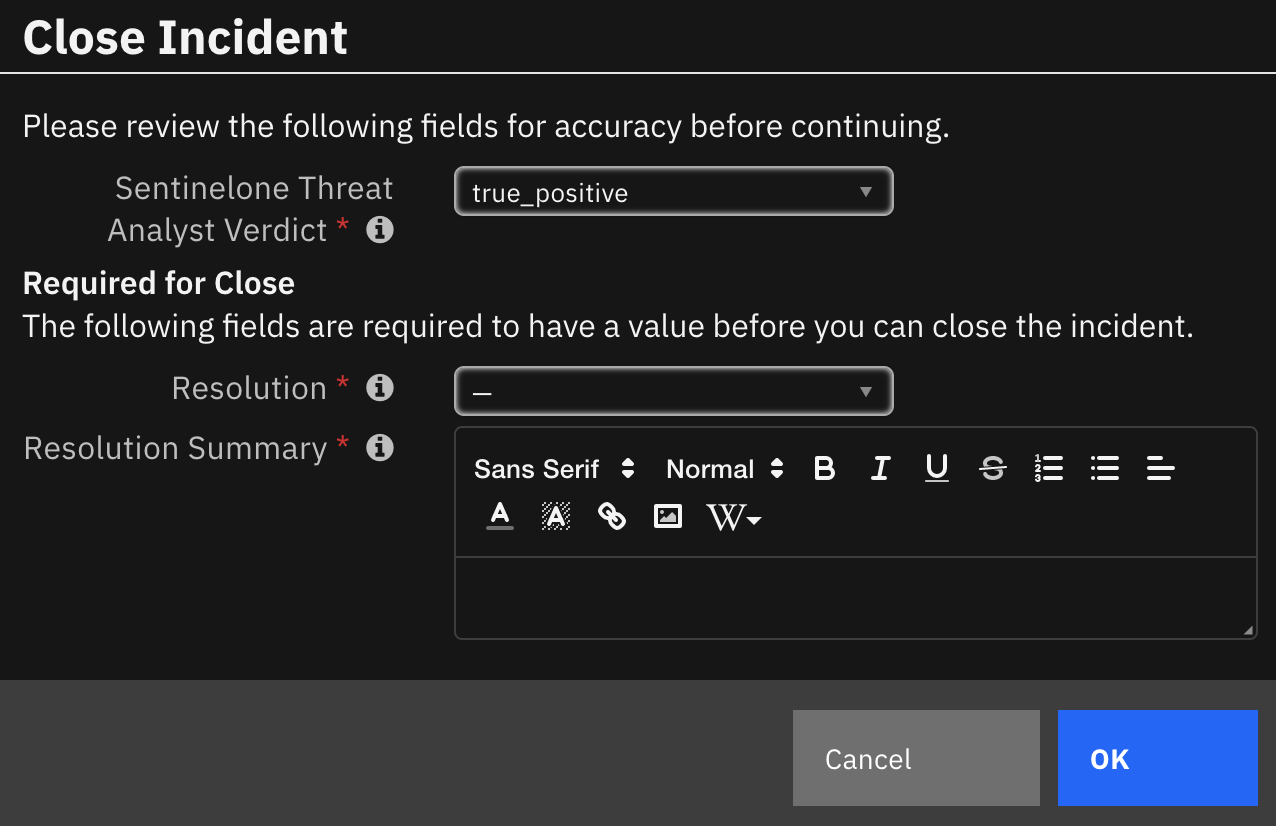 Close Incident
Please review the following fields for accuracy before continuing.
Sentinelone Threat
Analyst Verdict *
true_positive
Required for Close
The following fields are required to have a value before you can close the incident.
Resolution *
—
Resolution Summary *
Sans Serif Normal B I U S
A A W
Cancel OK